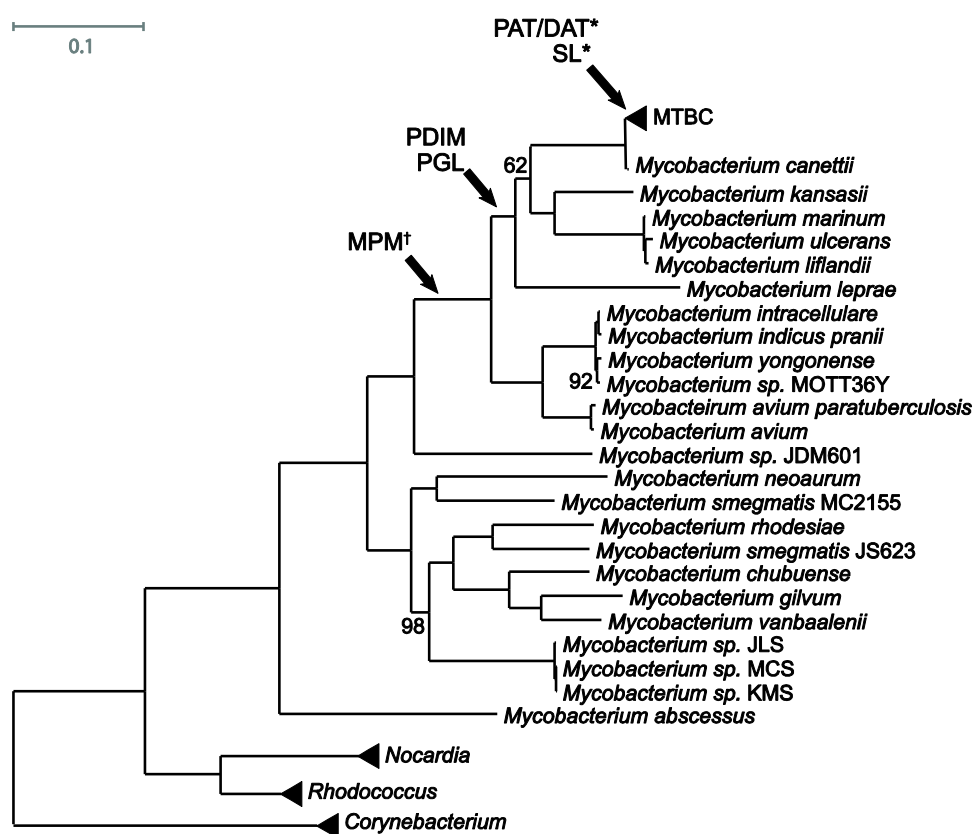 0.1
PAT/DAT*
SL*
MTBC
PDIM
PGL
62
Mycobacterium canettii
Mycobacterium kansasii
Mycobacterium marinum
MPM†
Mycobacterium ulcerans
Mycobacterium liflandii
Mycobacterium leprae
Mycobacterium intracellulare
Mycobacterium indicus pranii
Mycobacterium yongonense
92
Mycobacterium sp. MOTT36Y
Mycobacteirum avium paratuberculosis
Mycobacterium avium
Mycobacterium sp. JDM601
Mycobacterium neoaurum
Mycobacterium smegmatis MC2155
Mycobacterium rhodesiae
Mycobacterium smegmatis JS623
Mycobacterium chubuense
Mycobacterium gilvum
98
Mycobacterium vanbaalenii
Mycobacterium sp. JLS
Mycobacterium sp. MCS
Mycobacterium sp. KMS
Mycobacterium abscessus
Nocardia
Rhodococcus
Corynebacterium